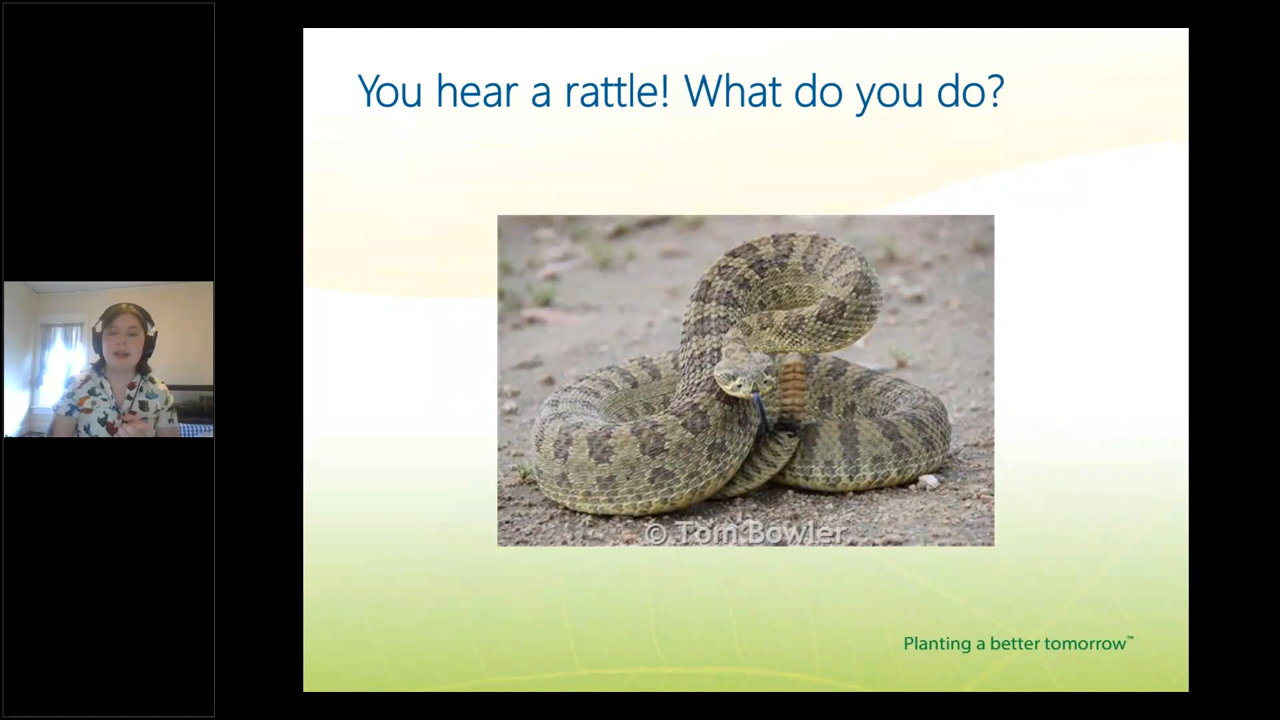 You hear a rattle! What do you do?
© Tom Bowler
Planting a better tomorrow™